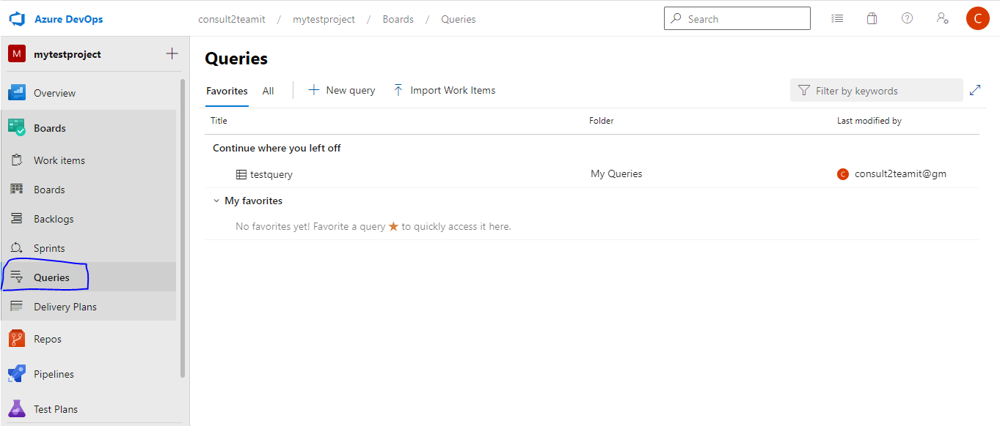 Azure DevOps
consult2teamit / mytestproject / Boards / Queries
Search
C
M mytestproject
Overview
Boards
Work items
Boards
Backlogs
Sprints
Queries
Delivery Plans
Repos
Pipelines
Test Plans
Queries
Favorites All New query Import Work Items
Filter by keywords
Title Folder Last modified by
Continue where you left off
testquery My Queries C consult2teamit@gm
My favorites
No favorites yet! Favorite a query ★ to quickly access it here.